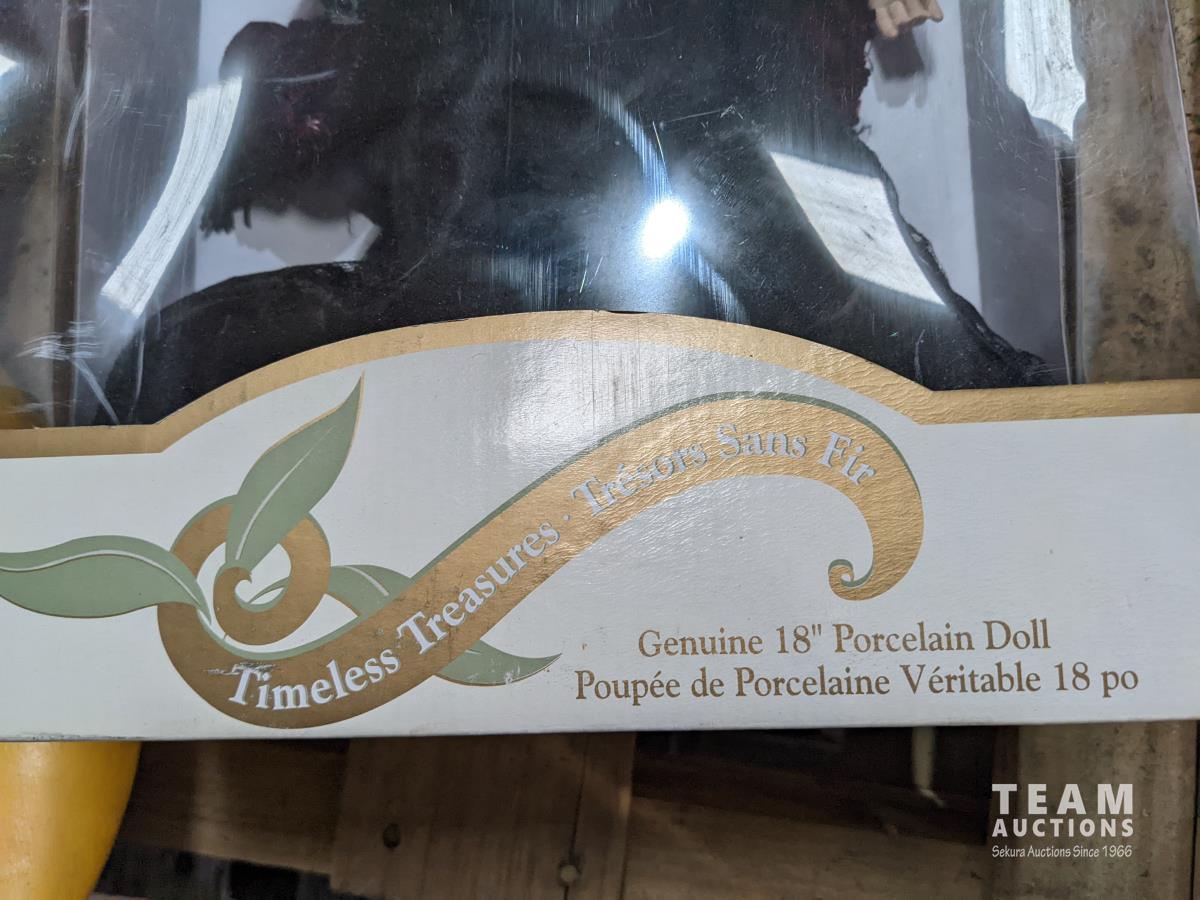 Timeless Treasures · Trésors Sans Fir
Genuine 18" Porcelain Doll
Poupée de Porcelaine Véritable 18 po
TEAM
AUCTIONS
Sekura Auctions Since 1966